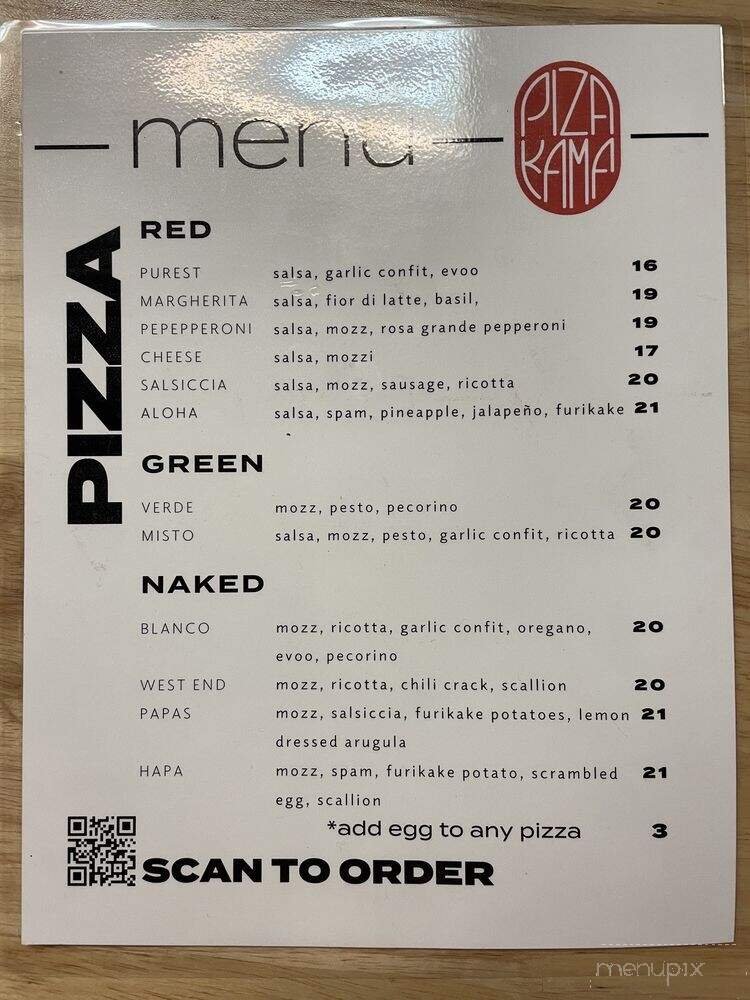 menu
PIZA
KAMA
PIZZA
RED
PUREST salsa, garlic confit, evoo 16
MARGHERITA salsa, fior di latte, basil, 19
PEPEPPERONI salsa, mozz, rosa grande pepperoni 19
CHEESE salsa, mozzi 17
SALSICCIA salsa, mozz, sausage, ricotta 20
ALOHA salsa, spam, pineapple, jalapeño, furikake 21
GREEN
VERDE mozz, pesto, pecorino 20
MISTO salsa, mozz, pesto, garlic confit, ricotta 20
NAKED
BLANCO mozz, ricotta, garlic confit, oregano, 20
evoo, pecorino
WEST END mozz, ricotta, chili crack, scallion 20
PAPAS mozz, salsiccia, furikake potatoes, lemon 21
dressed arugula
HAPA mozz, spam, furikake potato, scrambled 21
egg, scallion
*add egg to any pizza 3
SCAN TO ORDER
menupix